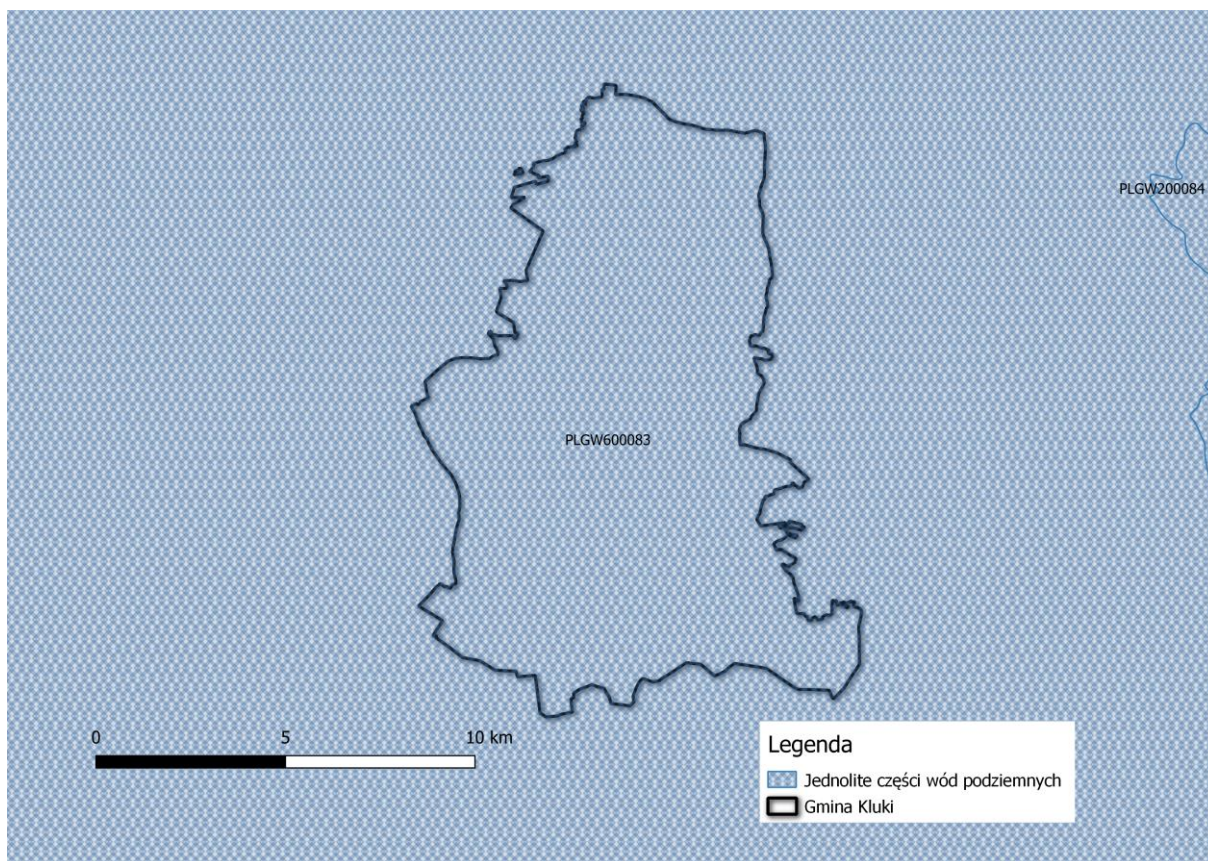 PLGW200084
PLGW600083
0 5 10 km
Legenda
Jednolite części wód podziemnych
Gmina Kluki